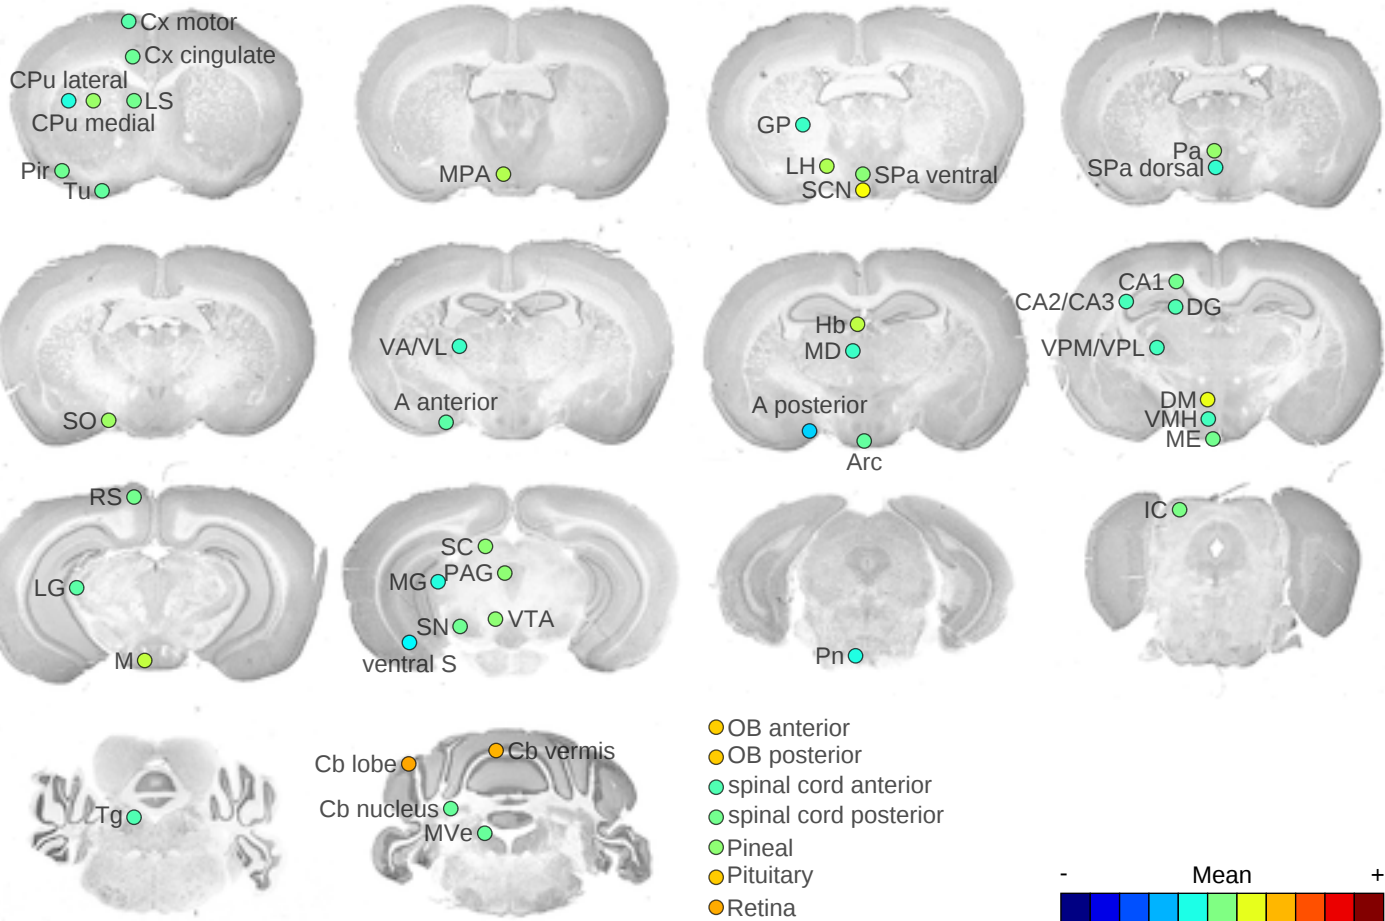 Cx motor
Cx cingulate
CPu lateral
LS
CPu medial
Pir
Tu
MPA
GP
LH
SPa ventral
SCN
Pa
SPa dorsal
SO
VA/VL
A anterior
Hb
MD
A posterior
Arc
CA1
CA2/CA3
DG
VPM/VPL
DM
VMH
ME
RS
LG
M
SC
MG
PAG
SN
VTA
ventral S
Pn
IC
Tg
Cb lobe
Cb vermis
Cb nucleus
MVe
OB anterior
OB posterior
spinal cord anterior
spinal cord posterior
Pineal
Pituitary
Retina
- Mean +